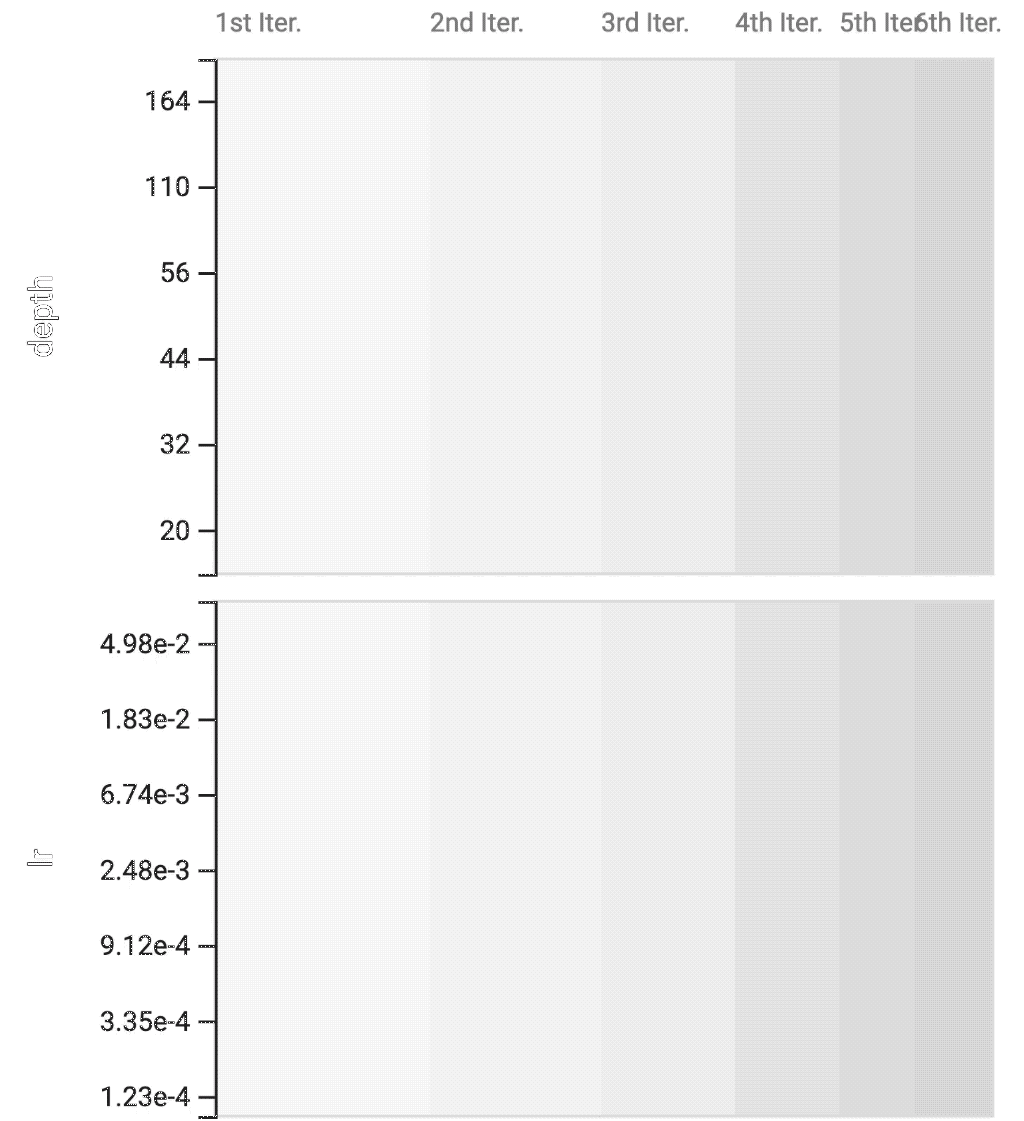 1st Iter. 2nd Iter. 3rd Iter. 4th Iter. 5th Iter. 6th Iter.
depth
164
110
56
44
32
20
lr
4.98e-2
1.83e-2
6.74e-3
2.48e-3
9.12e-4
3.35e-4
1.23e-4